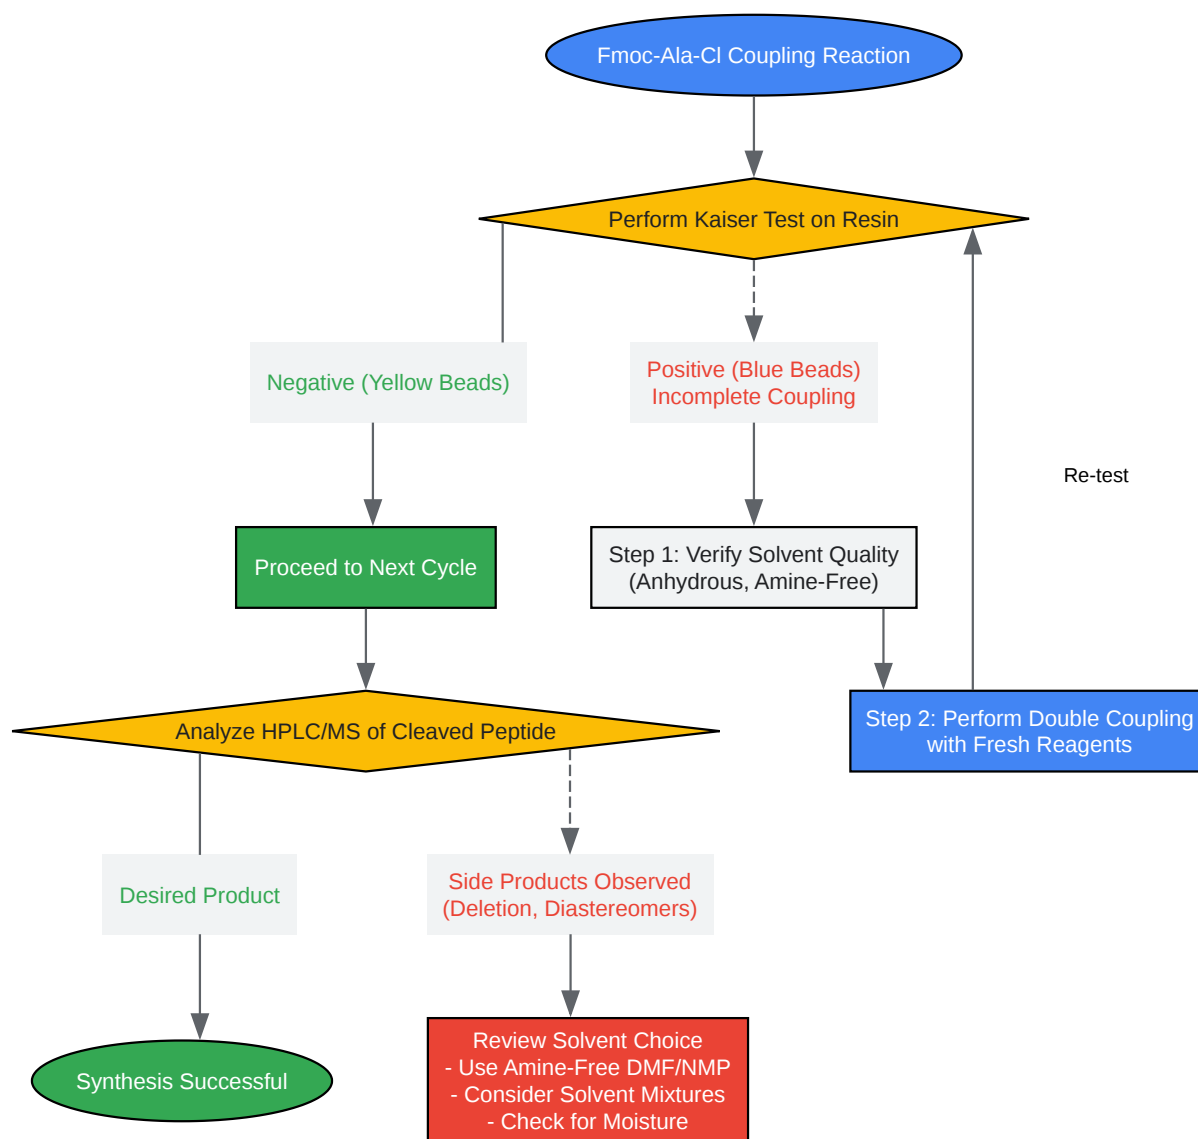 Fmoc-Ala-Cl Coupling Reaction
Perform Kaiser Test on Resin
Negative (Yellow Beads)
Positive (Blue Beads)
Incomplete Coupling
Re-test
Proceed to Next Cycle
Step 1: Verify Solvent Quality
(Anhydrous, Amine-Free)
Analyze HPLC/MS of Cleaved Peptide
Step 2: Perform Double Coupling
with Fresh Reagents
Desired Product
Side Products Observed
(Deletion, Diastereomers)
Synthesis Successful
Review Solvent Choice
- Use Amine-Free DMF/NMP
- Consider Solvent Mixtures
- Check for Moisture